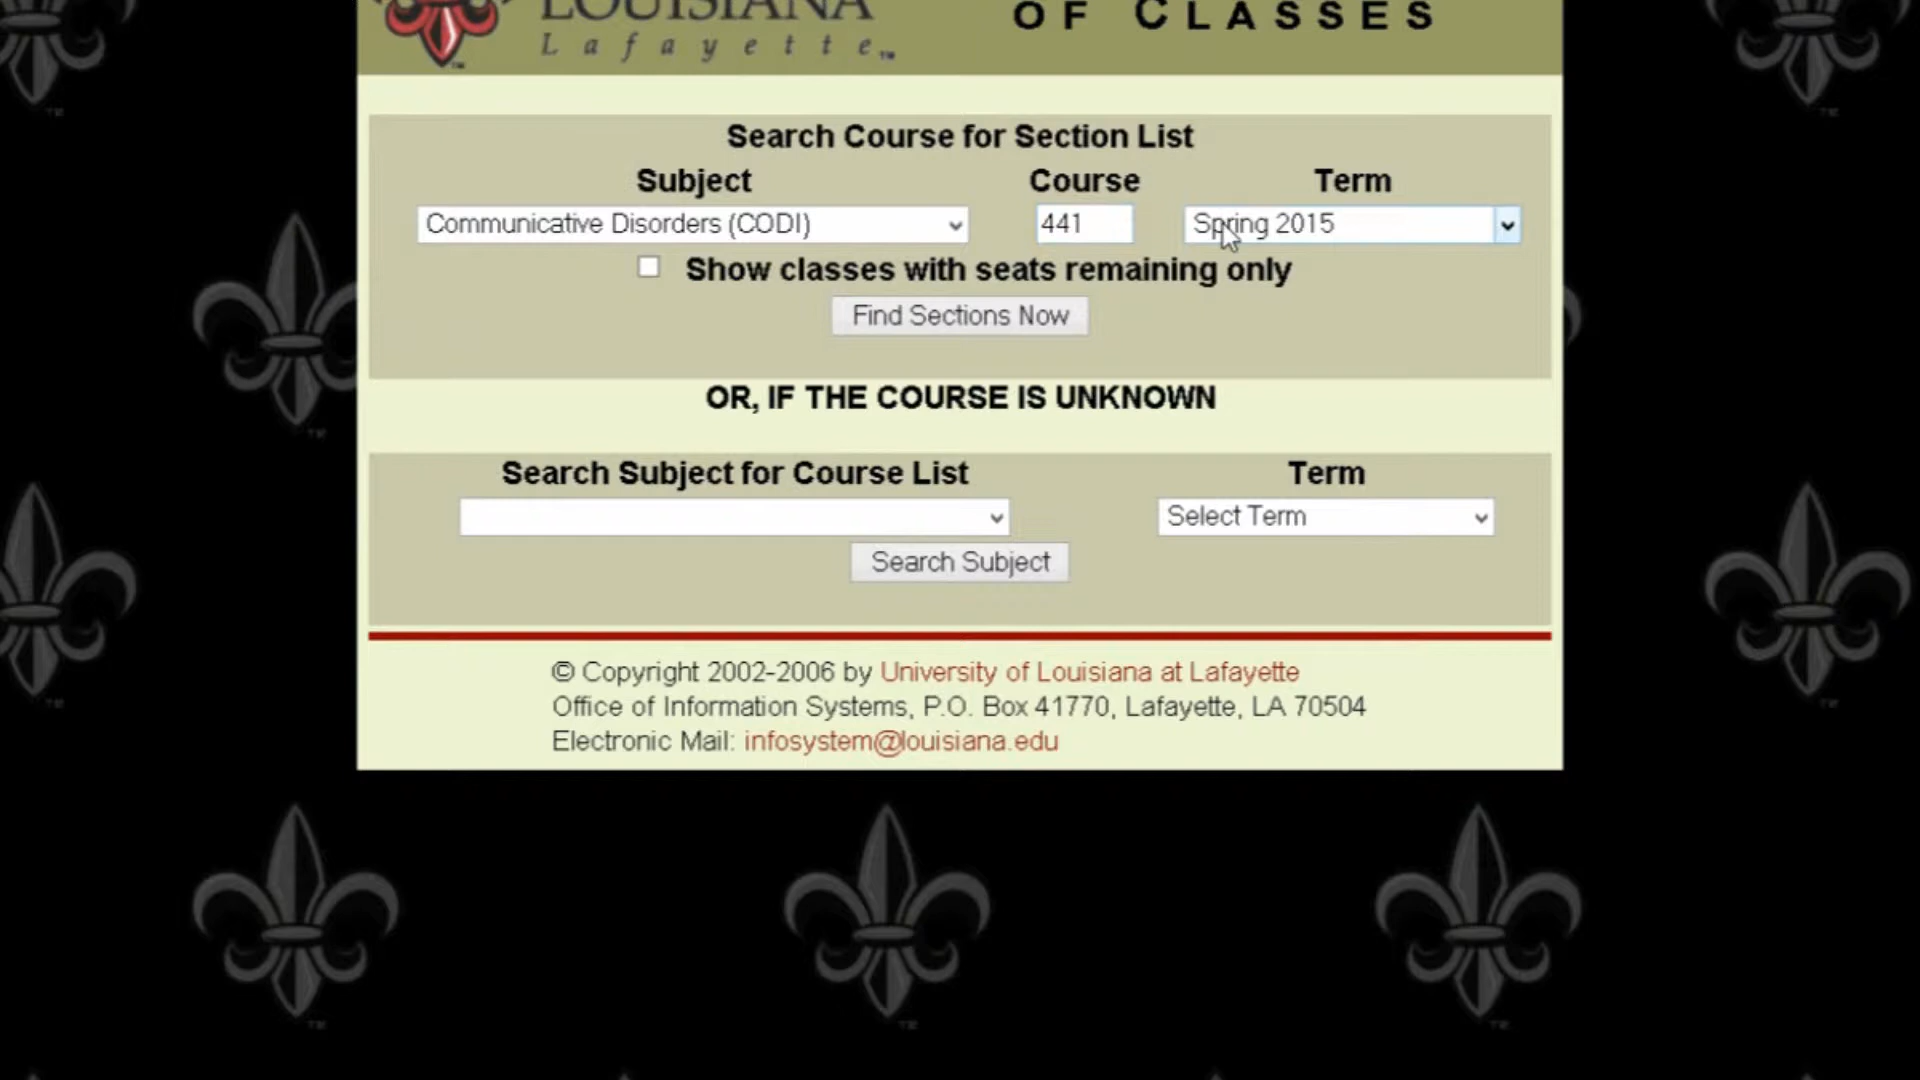 LOUISIANA
Lafayette™
OF CLASSES
Search Course for Section List
Subject Course Term
Communicative Disorders (CODI) 441 Spring 2015
Show classes with seats remaining only
Find Sections Now
OR, IF THE COURSE IS UNKNOWN
Search Subject for Course List Term
Select Term
Search Subject
© Copyright 2002-2006 by University of Louisiana at Lafayette
Office of Information Systems, P.O. Box 41770, Lafayette, LA 70504
Electronic Mail: infosystem@louisiana.edu